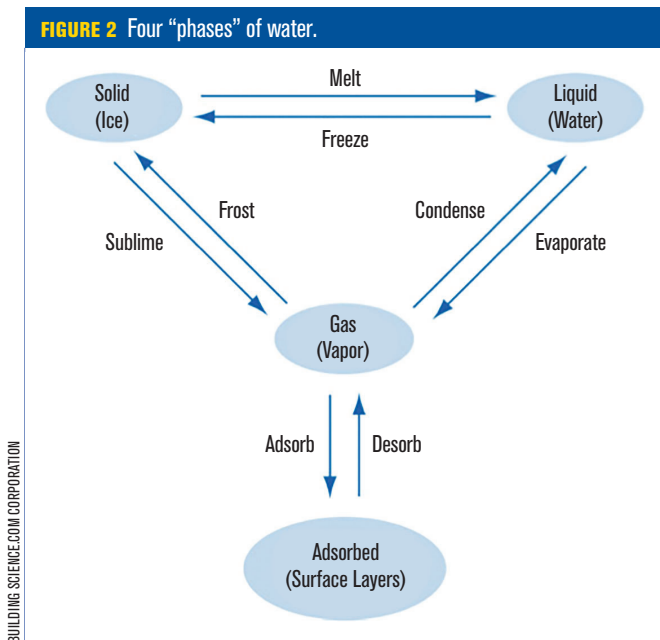 FIGURE 2 Four “phases” of water.
Solid
(Ice)
Melt
Liquid
(Water)
Freeze
Frost
Sublime
Condense
Evaporate
Gas
(Vapor)
Adsorb
Desorb
Adsorbed
(Surface Layers)
BUILDING SCIENCE.COM CORPORATION